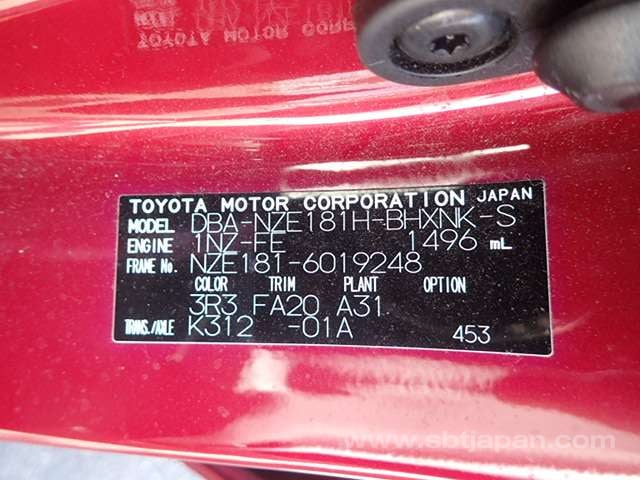 TOYOTA MOTOR CORPORATION JAPAN
MODEL DBA-NZE181H-BHXNK-S
ENGINE 1NZ-FE 1496 mL
FRAME No. NZE181-6019248
COLOR TRIM PLANT OPTION
3R3 FA20 A31
TRANS./AXLE K312 -01A 453
www.sbtjapan.com